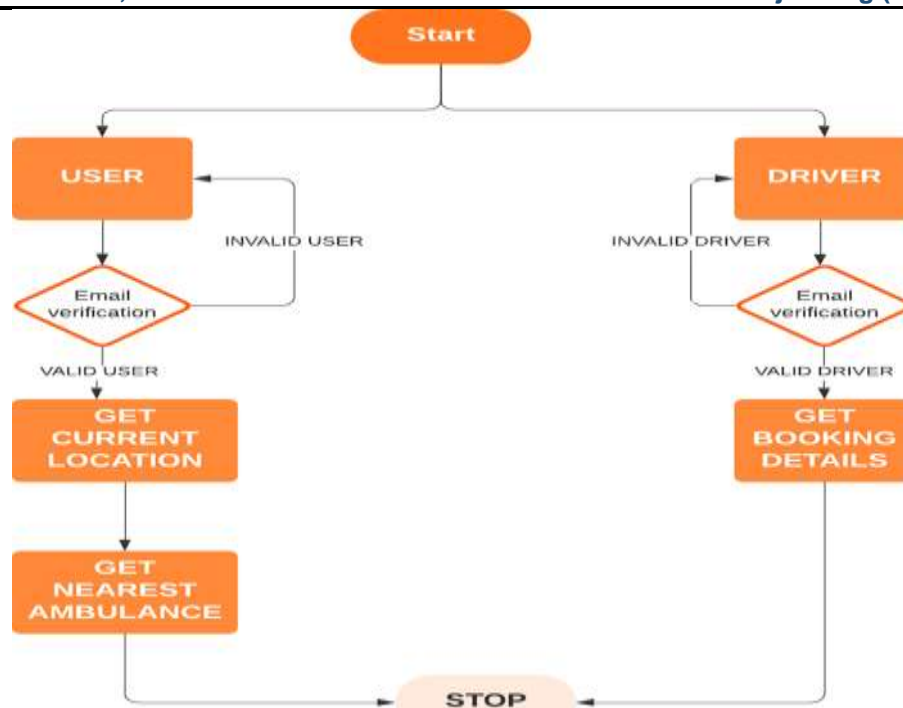 Start
USER
DRIVER
INVALID USER
INVALID DRIVER
Email
verification
Email
verification
VALID USER
VALID DRIVER
GET
CURRENT
LOCATION
GET
BOOKING
DETAILS
GET
NEAREST
AMBULANCE
STOP